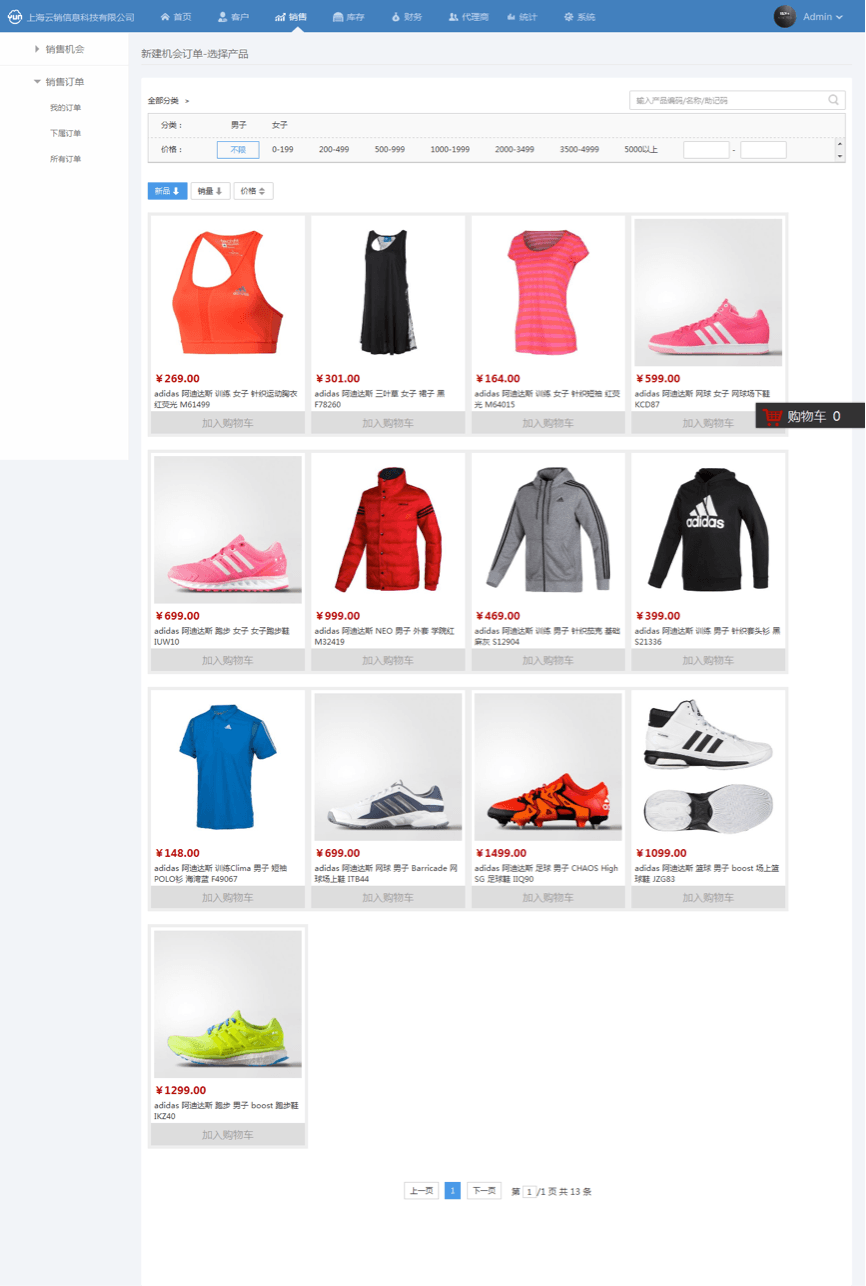 yun 上海云销信息科技有限公司 首页 客户 销售 库存 财务 代理商 统计 系统 Admin
销售机会
销售订单
我的订单
下属订单
所有订单
新建机会订单-选择产品
全部分类 >
输入产品编码/名称/助记码
分类： 男子 女子
价格： 不限 0-199 200-499 500-999 1000-1999 2000-3499 3500-4999 5000以上 -
新品 销量 价格
¥269.00
adidas 阿迪达斯 训练 女子 针织运动胸衣
红荧光 M61499
加入购物车
¥301.00
adidas 阿迪达斯 三叶草 女子 裙子 黑
F78260
加入购物车
¥164.00
adidas 阿迪达斯 训练 女子 针织短袖 红荧
光 M64015
加入购物车
¥599.00
adidas 阿迪达斯 网球 女子 网球场下鞋
KCD87
加入购物车
购物车 0
¥699.00
adidas 阿迪达斯 跑步 女子 女子跑步鞋
IUW10
加入购物车
¥999.00
adidas 阿迪达斯 NEO 男子 外套 学院红
M32419
加入购物车
¥469.00
adidas 阿迪达斯 训练 男子 针织茄克 基础
麻灰 S12904
加入购物车
adidas
¥399.00
adidas 阿迪达斯 训练 男子 针织套头衫 黑
S21336
加入购物车
¥148.00
adidas 阿迪达斯 训练Clima 男子 短袖
POLO衫 海湾蓝 F49067
加入购物车
¥699.00
adidas 阿迪达斯 网球 男子 Barricade 网
球场上鞋 ITB44
加入购物车
¥1499.00
adidas 阿迪达斯 足球 男子 CHAOS High
SG 足球鞋 IIQ90
加入购物车
¥1099.00
adidas 阿迪达斯 篮球 男子 boost 场上篮
球鞋 JZG83
加入购物车
¥1299.00
adidas 阿迪达斯 跑步 男子 boost 跑步鞋
IKZ40
加入购物车
上一页 1 下一页 第 1 /1 页 共 13 条